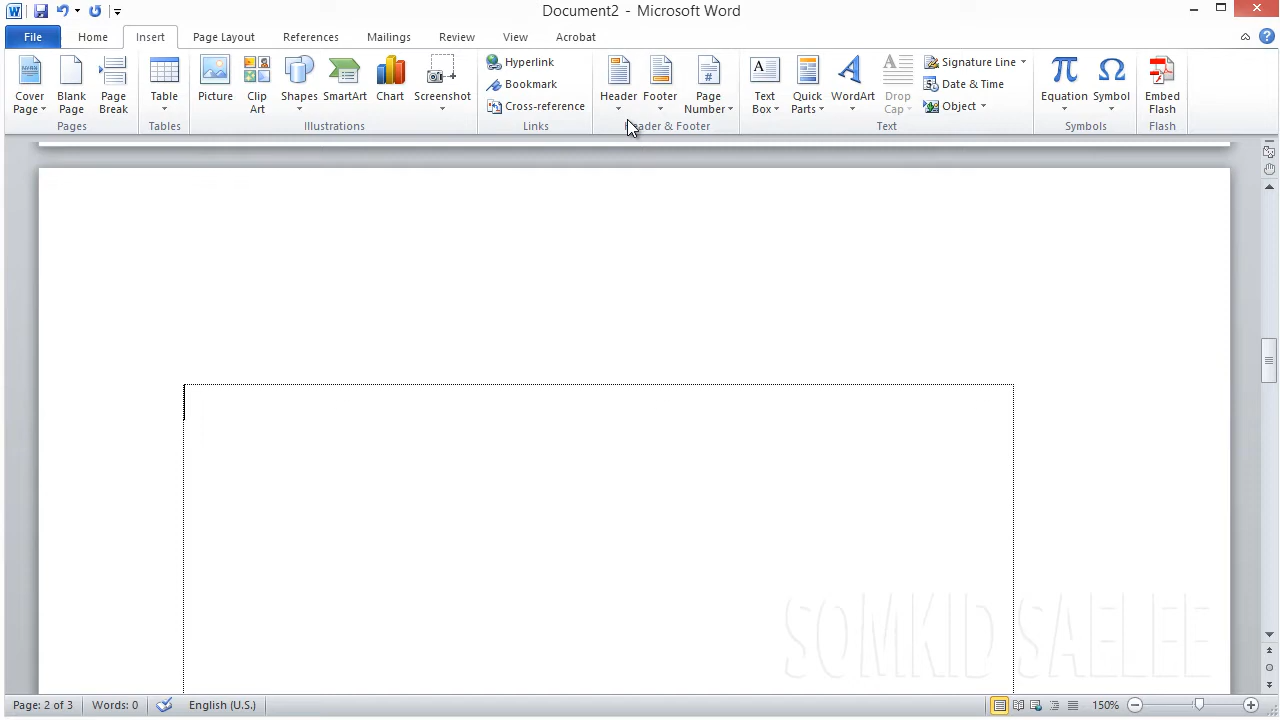 Document2 - Microsoft Word
File Home Insert Page Layout References Mailings Review View Acrobat
Cover Page
Blank Page
Page Break
Pages
Table
Tables
Picture
Clip Art
Shapes
SmartArt
Chart
Screenshot
Illustrations
Hyperlink
Bookmark
Cross-reference
Links
Header
Footer
Page Number
Header & Footer
Text Box
Quick Parts
WordArt
Drop Cap
Signature Line
Date & Time
Object
Text
Equation
Symbol
Symbols
Embed Flash
Flash
SOMKID SAELEE
Page: 2 of 3 Words: 0 English (U.S.) 150%